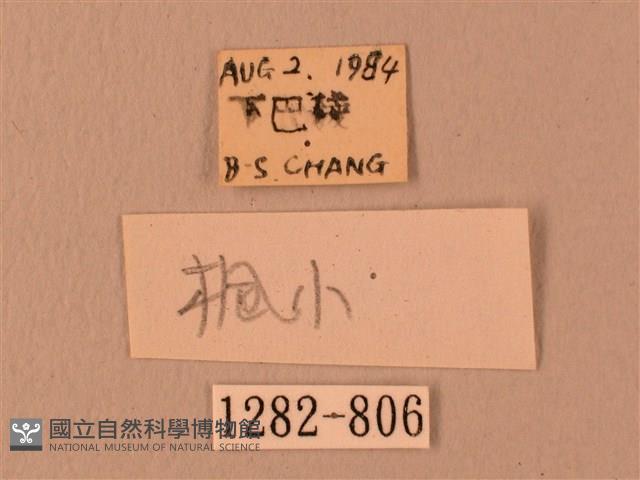 AUG 2. 1984
下巴稜
B-S. CHANG
楓小
1282-806
國立自然科學博物館
NATIONAL MUSEUM OF NATURAL SCIENCE